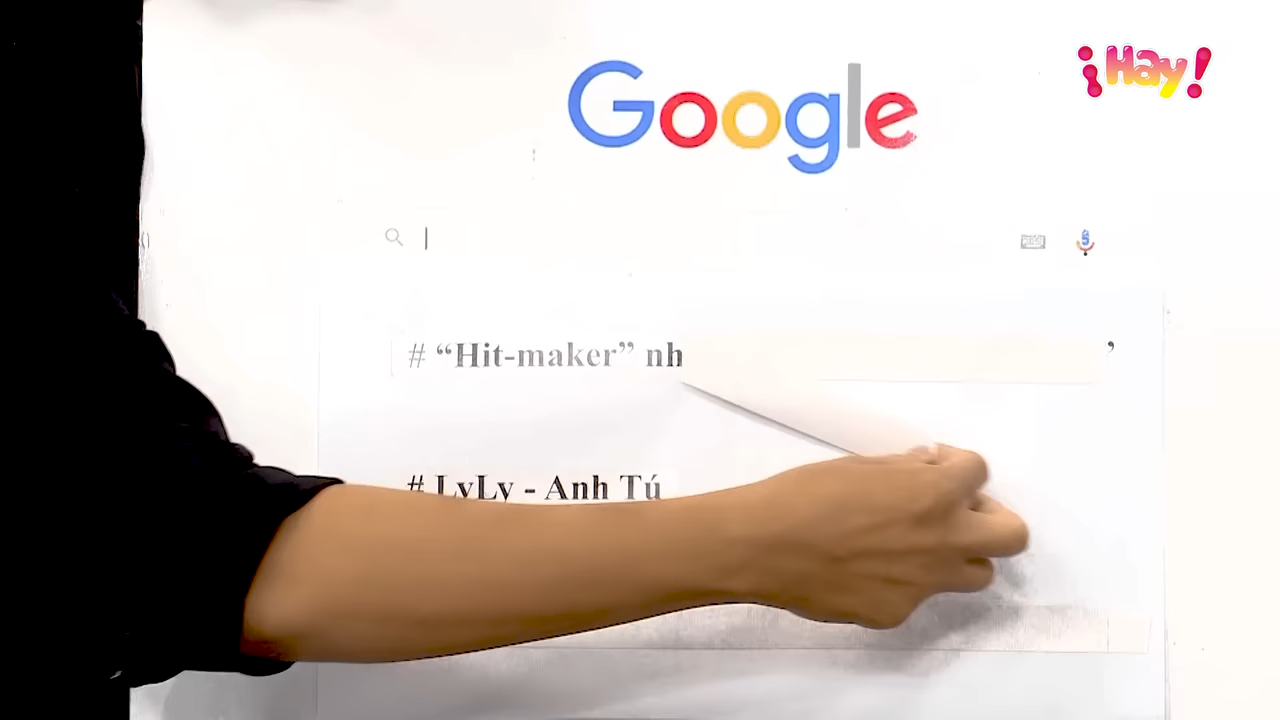 ¡Hay!
Google
# “Hit-maker” nh
’
# LyLy - Anh Tú